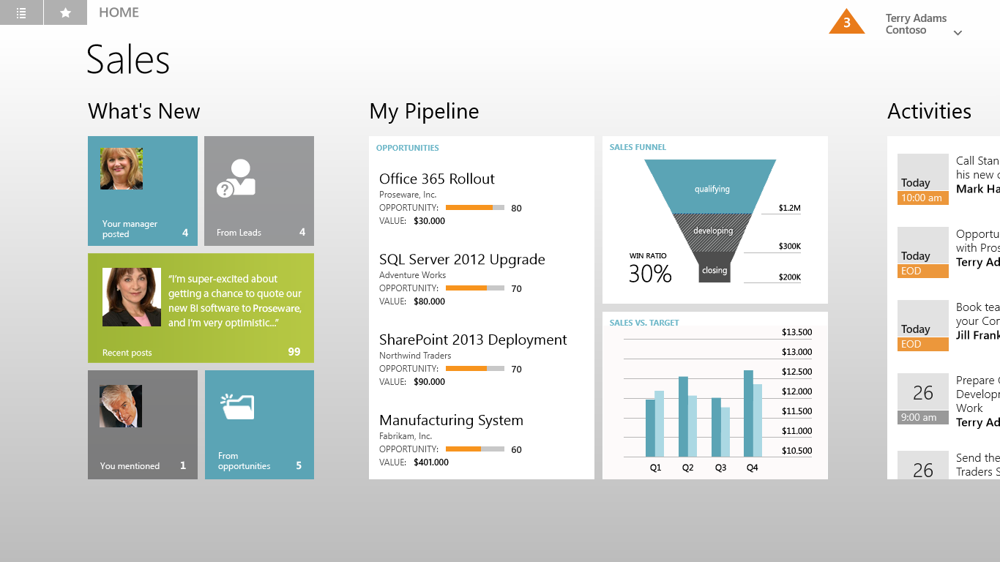 HOME
3
Terry Adams
Contoso
Sales
What's New
Your manager
posted
4
?
From Leads
4
“I’m super-excited about
getting a chance to quote our
new BI software to Proseware,
and I’m very optimistic...”
Recent posts
99
You mentioned
1
From
opportunities
5
My Pipeline
OPPORTUNITIES
Office 365 Rollout
Proseware, Inc.
OPPORTUNITY: 80
VALUE: $30.000
SQL Server 2012 Upgrade
Adventure Works
OPPORTUNITY: 70
VALUE: $80.000
SharePoint 2013 Deployment
Northwind Traders
OPPORTUNITY: 70
VALUE: $90.000
Manufacturing System
Fabrikam, Inc.
OPPORTUNITY: 60
VALUE: $401.000
SALES FUNNEL
qualifying
$1.2M
developing
$300K
WIN RATIO
30%
closing
$200K
SALES VS. TARGET
$13.500
$13.000
$12.500
$12.000
$11.500
$11.000
$10.500
Q1 Q2 Q3 Q4
Activities
Today
10:00 am
Call Stan
his new
Mark Ha
Today
EOD
Opportu
with Pros
Terry Ad
Today
EOD
Book tea
your Cor
Jill Frank
26
9:00 am
Prepare
Developm
Work
Terry Ad
26
Send the
Traders S